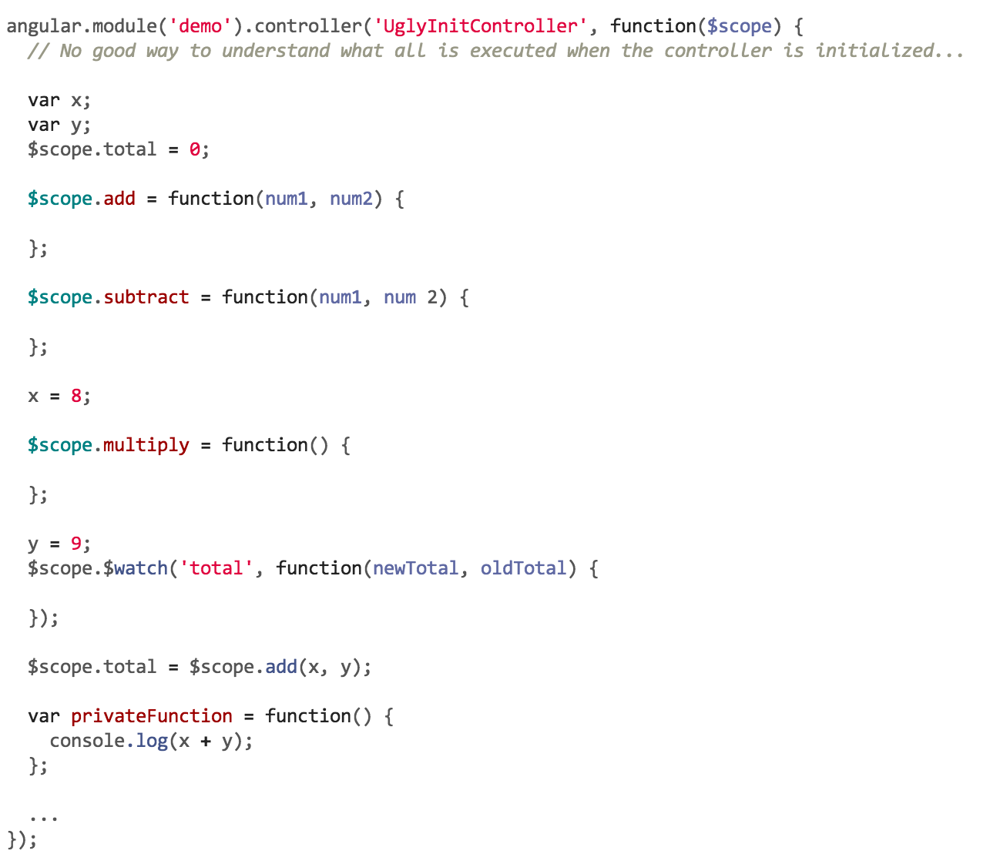 angular.module('demo').controller('UglyInitController', function($scope) {
  // No good way to understand what all is executed when the controller is initialized...

  var x;
  var y;
  $scope.total = 0;

  $scope.add = function(num1, num2) {

  };

  $scope.subtract = function(num1, num 2) {

  };

  x = 8;

  $scope.multiply = function() {

  };

  y = 9;
  $scope.$watch('total', function(newTotal, oldTotal) {

  });

  $scope.total = $scope.add(x, y);

  var privateFunction = function() {
    console.log(x + y);
  };

  ...
});